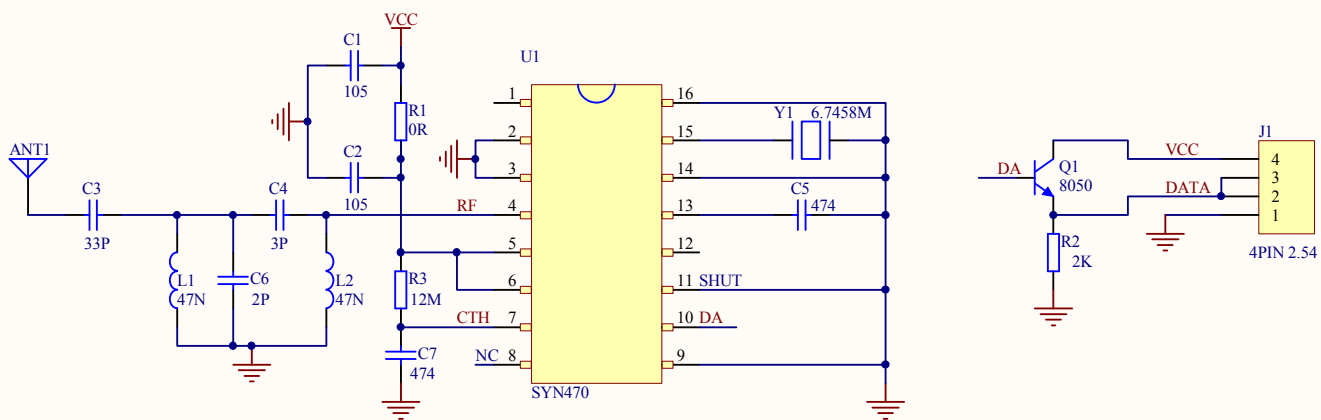 VCC
C1
105
R1
0R
C2
105
ANT1
C3
33P
C4
3P
RF
L1
47N
C6
2P
L2
47N
R3
12M
CTH
C7
474
NC
U1
1
2
3
4
5
6
7
8
16
15
14
13
12
11
10
9
SYN470
Y1
6.7458M
C5
474
SHUT
DA
DA
Q1
8050
R2
2K
VCC
DATA
J1
4
3
2
1
4PIN 2.54